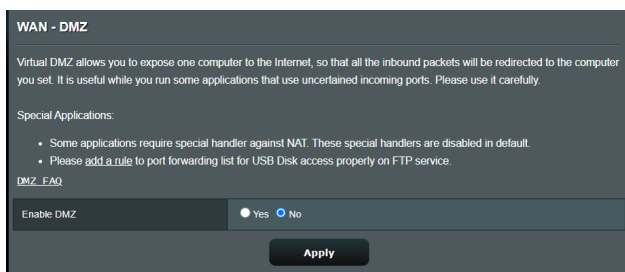 WAN - DMZ
Virtual DMZ allows you to expose one computer to the Internet, so that all the inbound packets will be redirected to the computer
you set. It is useful while you run some applications that use uncertained incoming ports. Please use it carefully.
Special Applications:
• Some applications require special handler against NAT. These special handlers are disabled in default.
• Please add a rule to port forwarding list for USB Disk access properly on FTP service.
DMZ FAQ
Enable DMZ Yes No
Apply